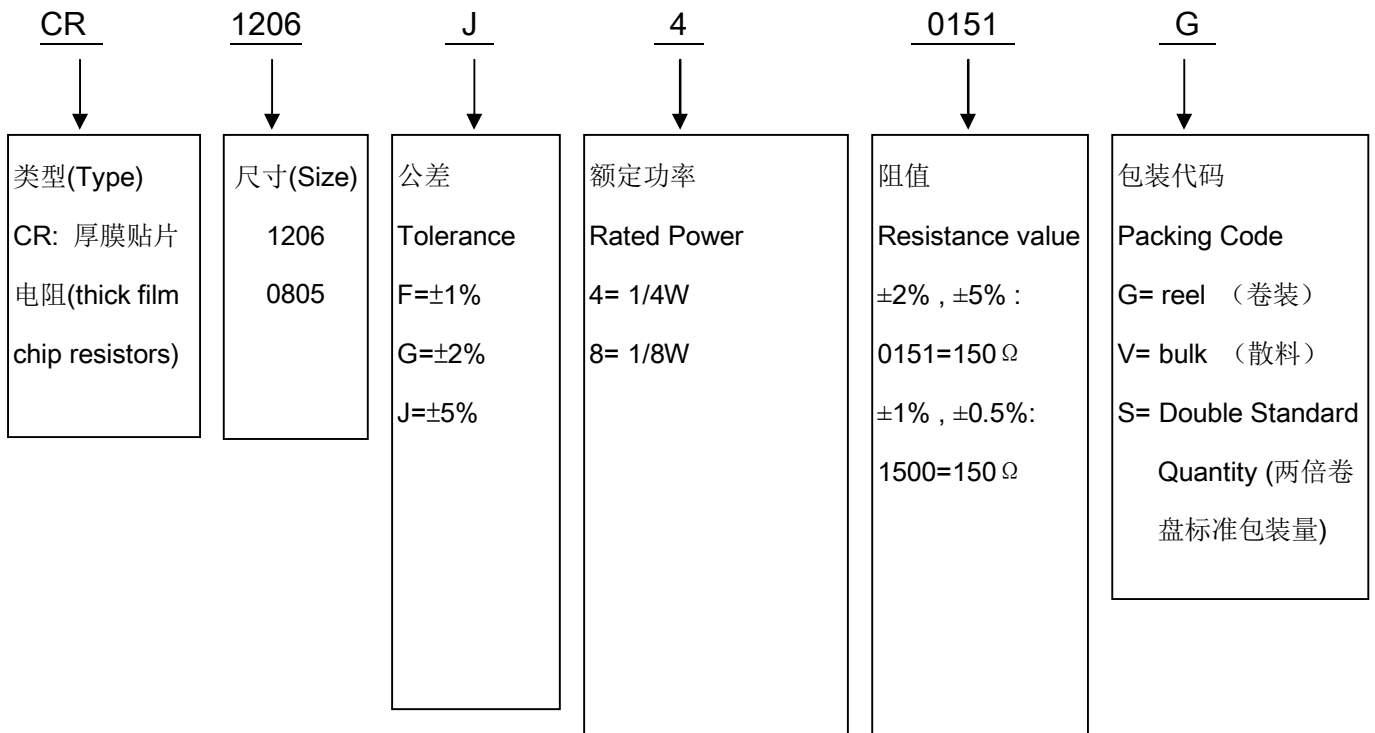 CR 1206 J 4 0151 G
类型(Type)
CR: 厚膜贴片
电阻(thick film
chip resistors)
尺寸(Size)
1206
0805
公差
Tolerance
F=±1%
G=±2%
J=±5%
额定功率
Rated Power
4= 1/4W
8= 1/8W
阻值
Resistance value
±2% , ±5% :
0151=150Ω
±1% , ±0.5%:
1500=150Ω
包装代码
Packing Code
G= reel （卷装）
V= bulk （散料）
S= Double Standard
Quantity (两倍卷
盘标准包装量)